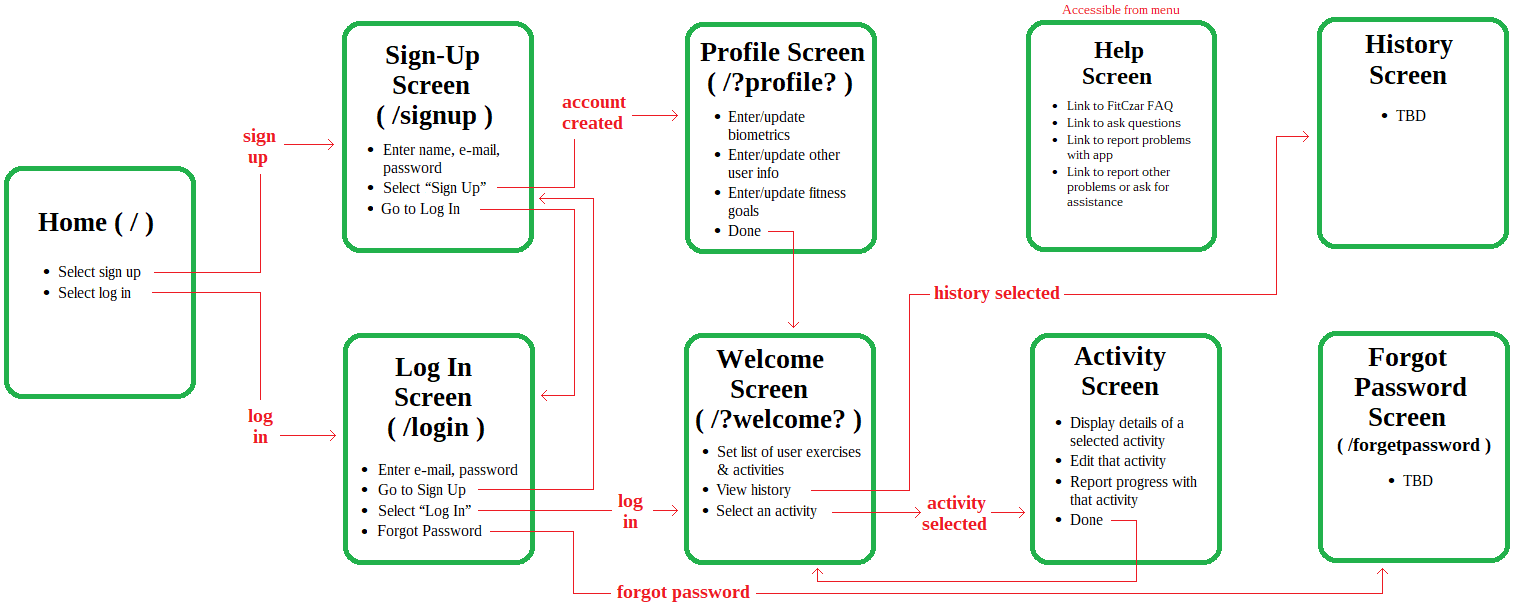 Home ( / )
• Select sign up
• Select log in
sign
up
log
in
Sign-Up
Screen
( /signup )
• Enter name, e-mail,
password
• Select “Sign Up”
• Go to Log In
account
created
Log In
Screen
( /login )
• Enter e-mail, password
• Go to Sign Up
• Select “Log In”
• Forgot Password
log
in
forgot password
Profile Screen
( /?profile? )
• Enter/update
biometrics
• Enter/update other
user info
• Enter/update fitness
goals
• Done
Welcome
Screen
( /?welcome? )
• Set list of user exercises
& activities
• View history
• Select an activity
history selected
activity
selected
Accessible from menu
Help
Screen
• Link to FitCzar FAQ
• Link to ask questions
• Link to report problems
with app
• Link to report other
problems or ask for
assistance
Activity
Screen
• Display details of a
selected activity
• Edit that activity
• Report progress with
that activity
• Done
History
Screen
• TBD
Forgot
Password
Screen
( /forgetpassword )
• TBD